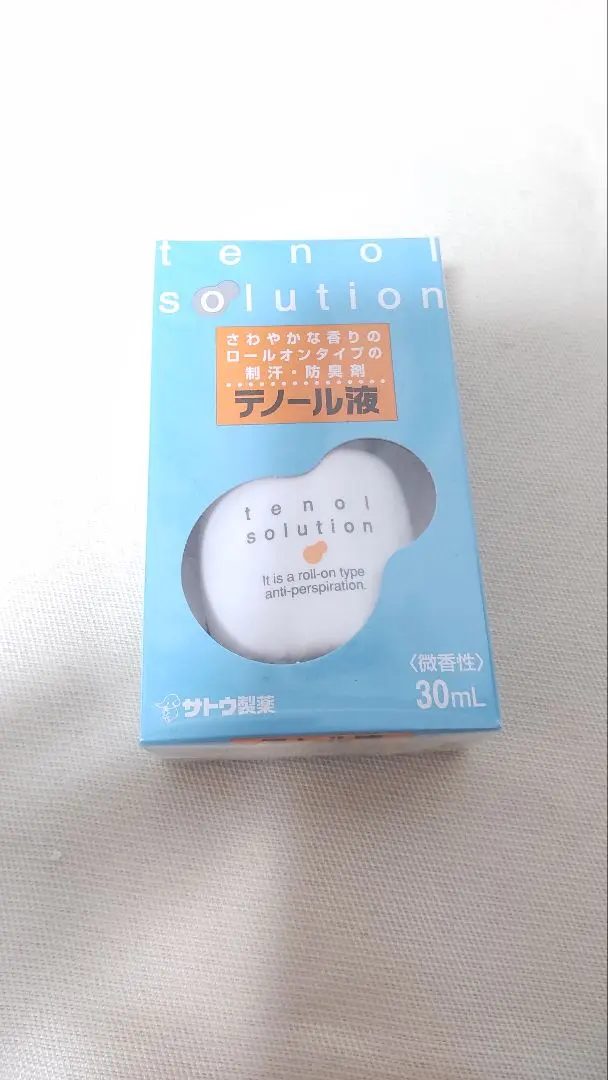 tenol
solution
さわやかな香りの
ロールオンタイプの
制汗・防臭剤
テノール液
tenol
solution
It is a roll-on type
anti-perspiration.
〈微香性〉
30mL
サトウ製薬